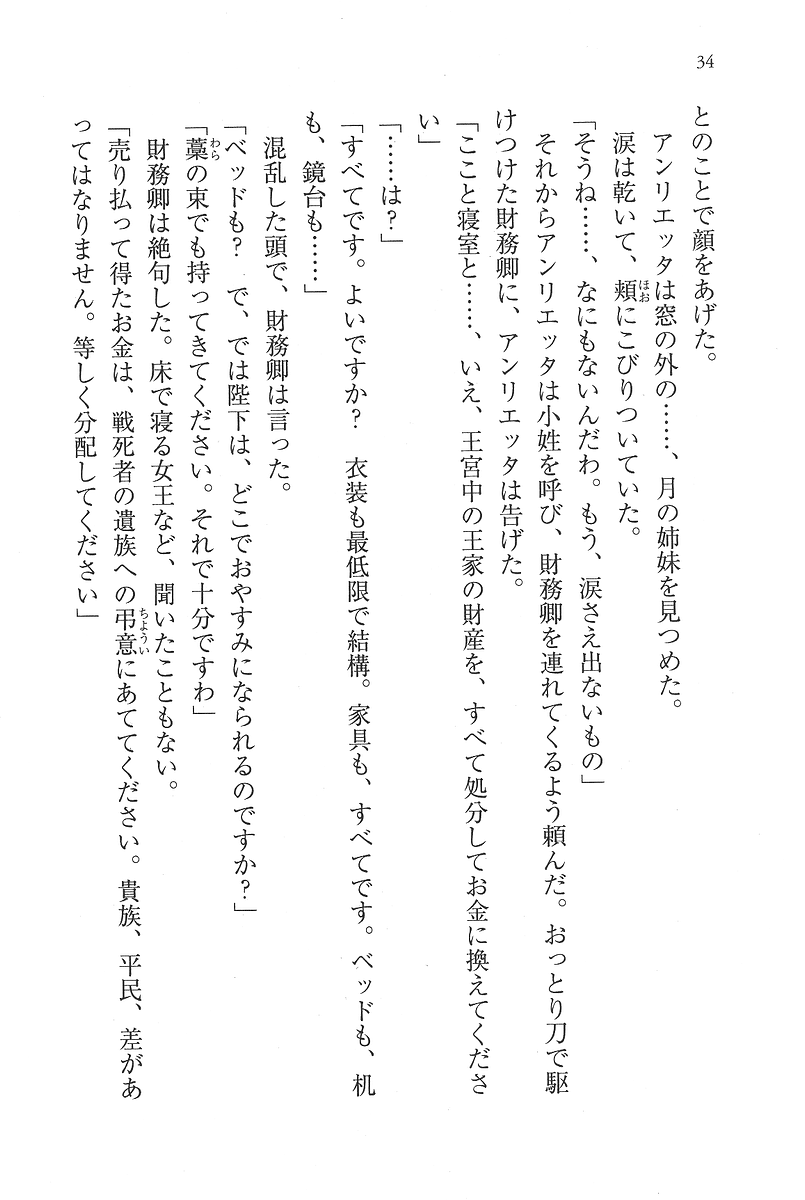 34
とのことで顔をあげた。
アンリエッタは窓の外の……、月の姉妹を見つめた。
涙は乾いて、頬にこびりついていた。
「そうね……、なにもないんだわ。もう、涙さえ出ないもの」
それからアンリエッタは小姓を呼び、財務卿を連れてくるよう頼んだ。おっとり刀で駆
けつけた財務卿に、アンリエッタは告げた。
「ここと寝室と……、いえ、王宮中の王家の財産を、すべて処分してお金に換えてくださ
い」
「……は？」
「すべてです。よいですか？　衣装も最低限で結構。家具も、すべてです。ベッドも、机
も、鏡台も……」
混乱した頭で、財務卿は言った。
「ベッドも？　で、では陛下は、どこでおやすみになられるのですか？」
「藁の束でも持ってきてください。それで十分ですわ」
財務卿は絶句した。床で寝る女王など、聞いたこともない。
「売り払って得たお金は、戦死者の遺族への弔意にあててください。貴族、平民、差があ
ってはなりません。等しく分配してください」